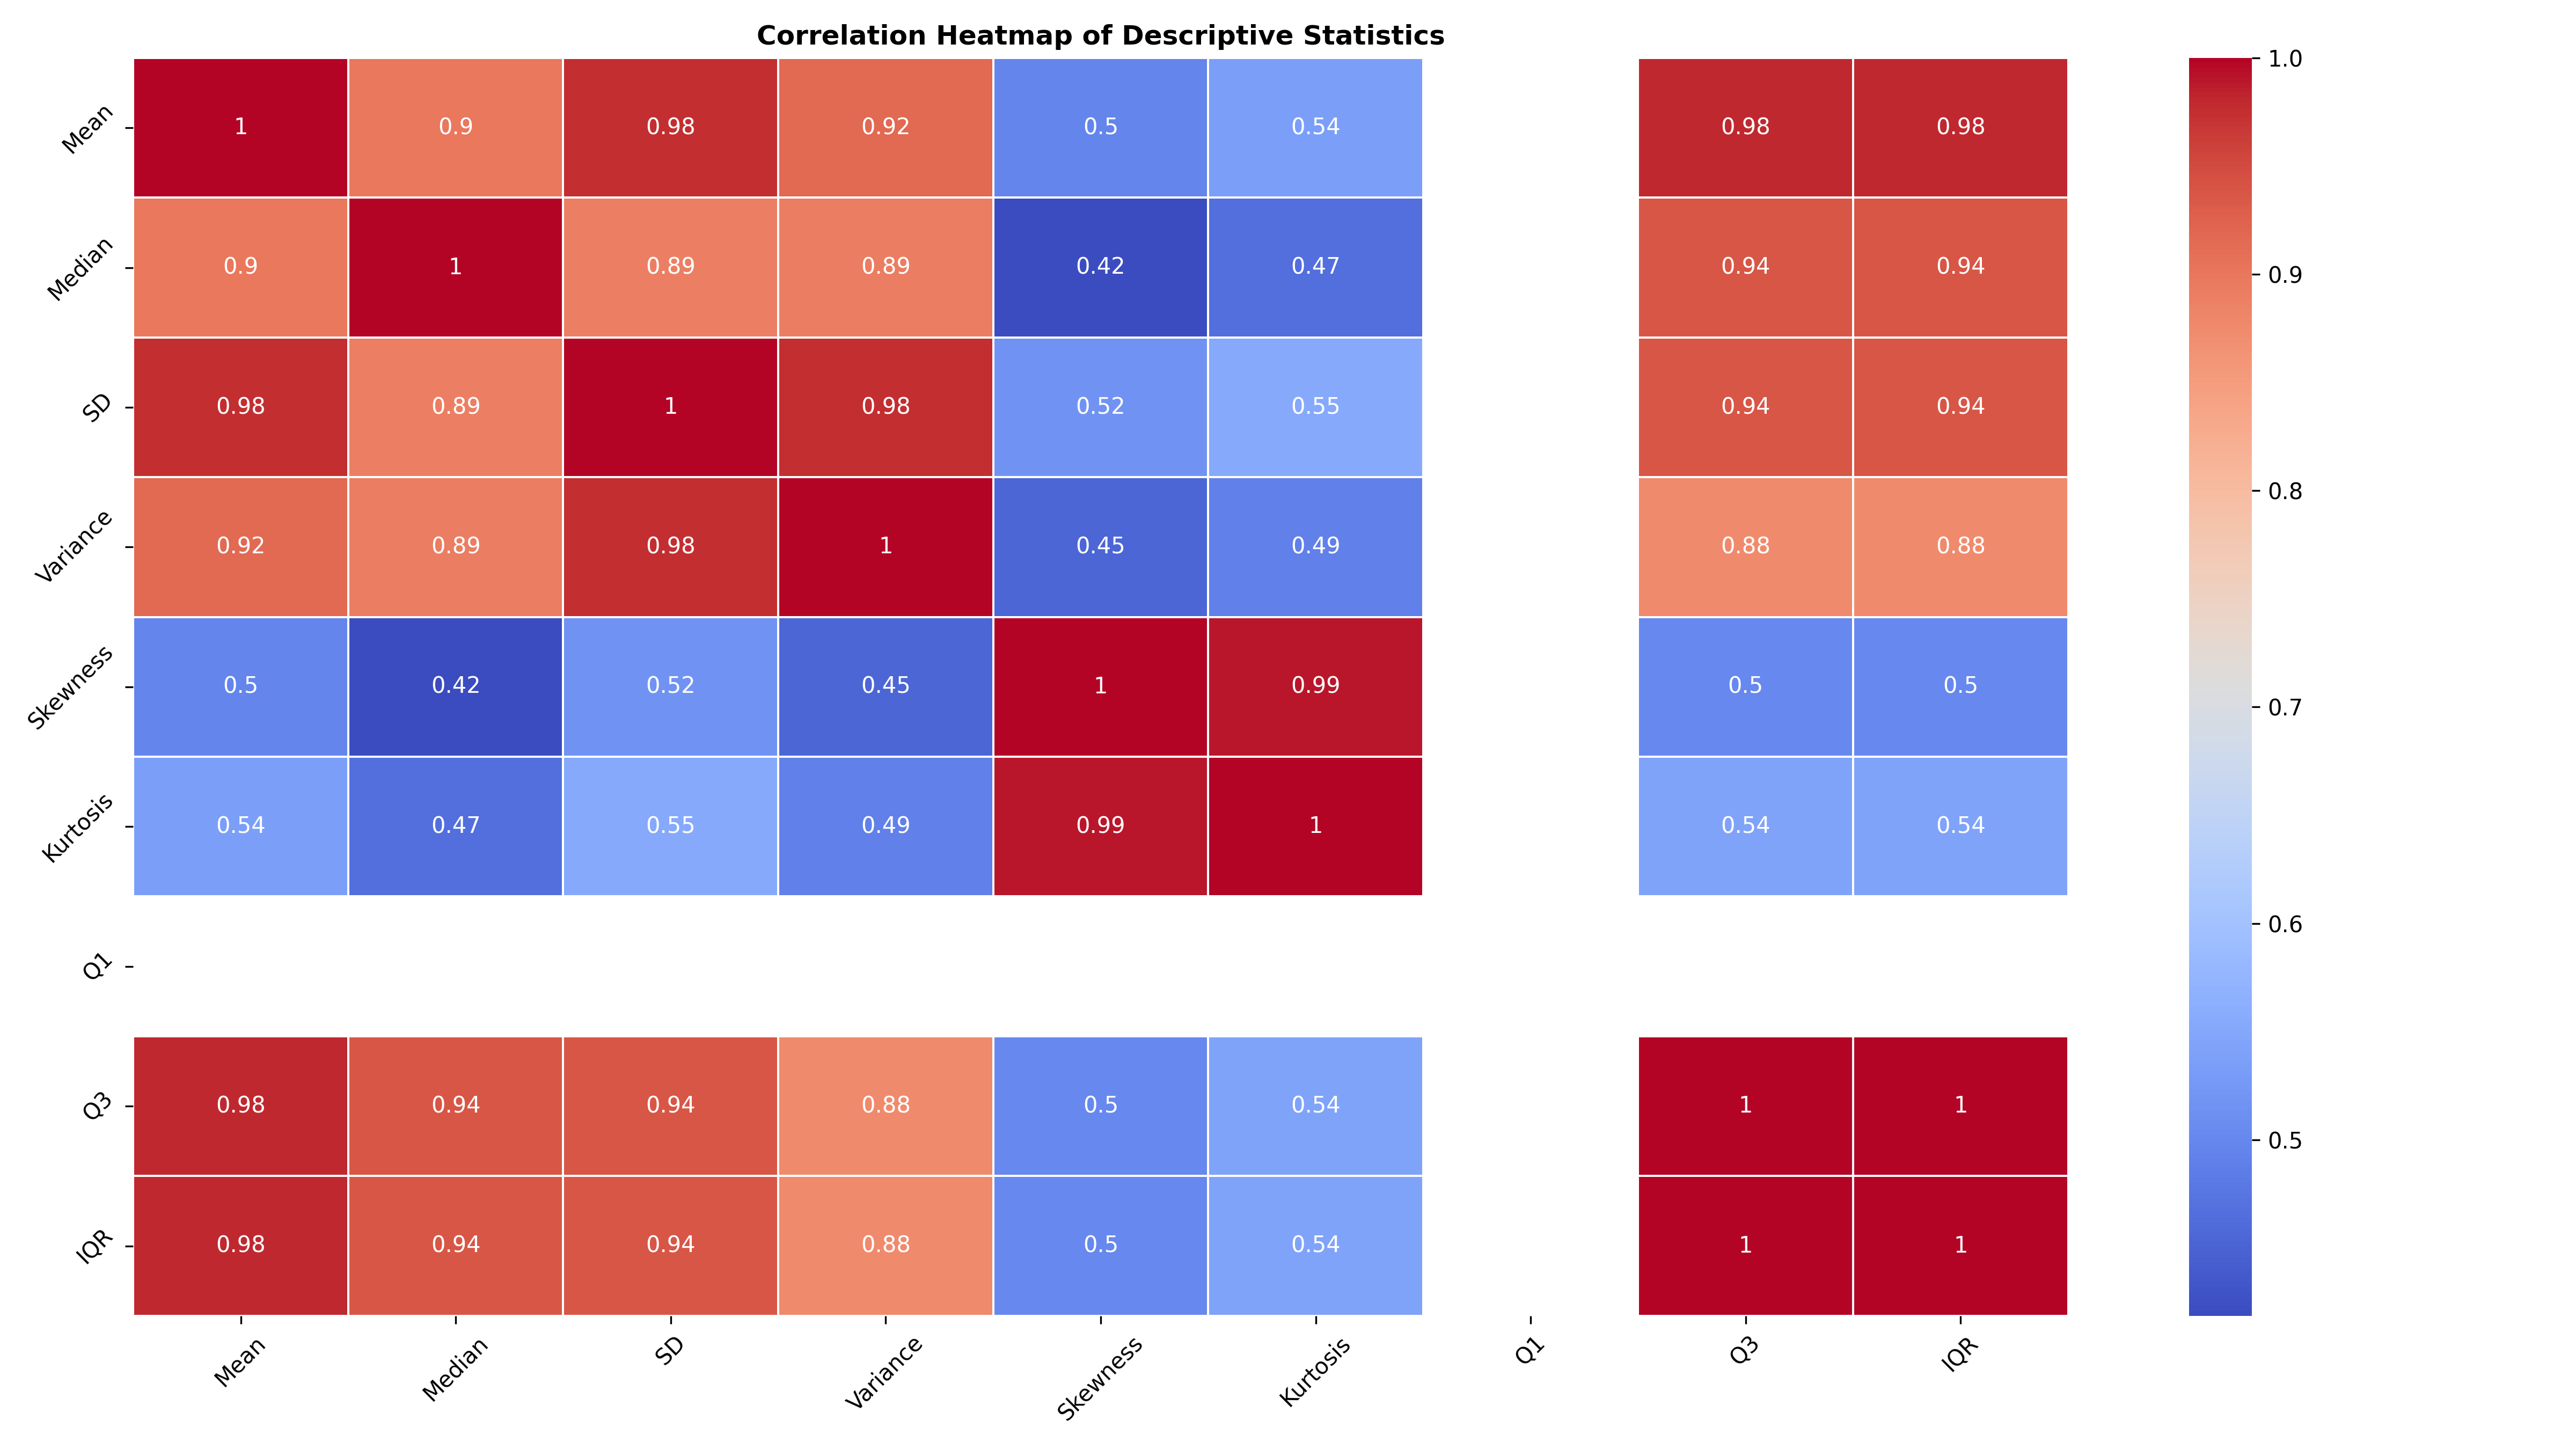 Correlation Heatmap of Descriptive Statistics
Mean 1 0.9 0.98 0.92 0.5 0.54 0.98 0.98
Median 0.9 1 0.89 0.89 0.42 0.47 0.94 0.94
SD 0.98 0.89 1 0.98 0.52 0.55 0.94 0.94
Variance 0.92 0.89 0.98 1 0.45 0.49 0.88 0.88
Skewness 0.5 0.42 0.52 0.45 1 0.99 0.5 0.5
Kurtosis 0.54 0.47 0.55 0.49 0.99 1 0.54 0.54
Q1
Q3 0.98 0.94 0.94 0.88 0.5 0.54 1 1
IQR 0.98 0.94 0.94 0.88 0.5 0.54 1 1
Mean Median SD Variance Skewness Kurtosis Q1 Q3 IQR
1.0
0.9
0.8
0.7
0.6
0.5